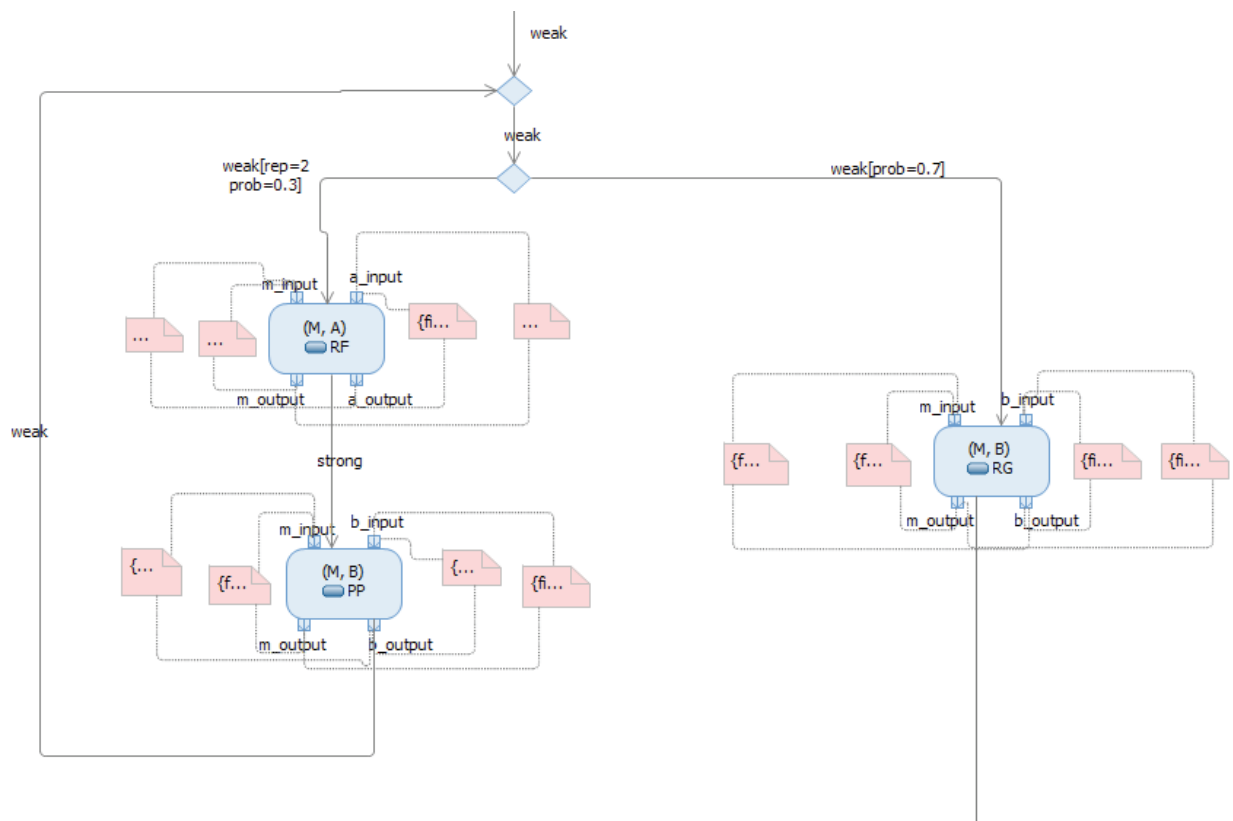 weak
weak
weak[rep=2
prob=0.3]
weak[prob=0.7]
m_input
a_input
...
...
(M, A)
RF
{fi...
...
m_output
a_output
m_input
b_input
{f...
{f...
(M, B)
RG
{fi...
{fi...
m_output
b_output
weak
strong
m_input
b_input
{...
{f...
(M, B)
PP
{...
{fi...
m_output
b_output